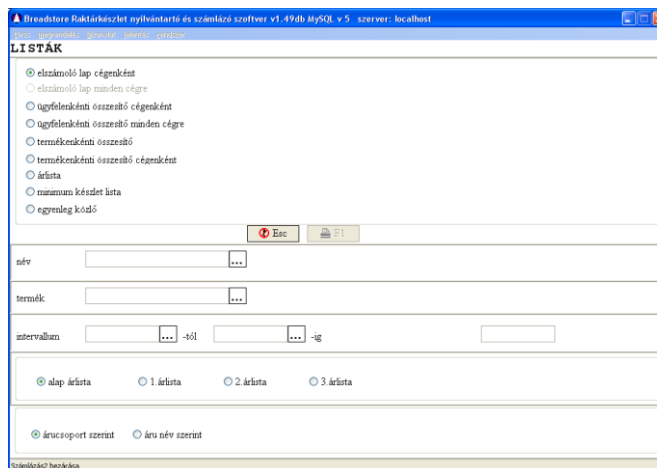 Breadstore Raktárkészlet nyilvántartó és számlázó szoftver v1.49db MySQL v 5 szerver: localhost
LISTÁK
elszámoló lap cégenként
elszámoló lap minden cégre
ügyfelenkénti összesítő cégenként
ügyfelenkénti összesítő minden cégre
termékenkénti összesítő
termékenkénti összesítő cégenként
árlista
minimum készlet lista
egyenleg közlő
Esc F1
név ...
termék ...
intervallum ... -tól ... -ig
alap árlista 1.árlista 2.árlista 3.árlista
árucsoport szerint áru név szerint
Számlázás2 bezárása